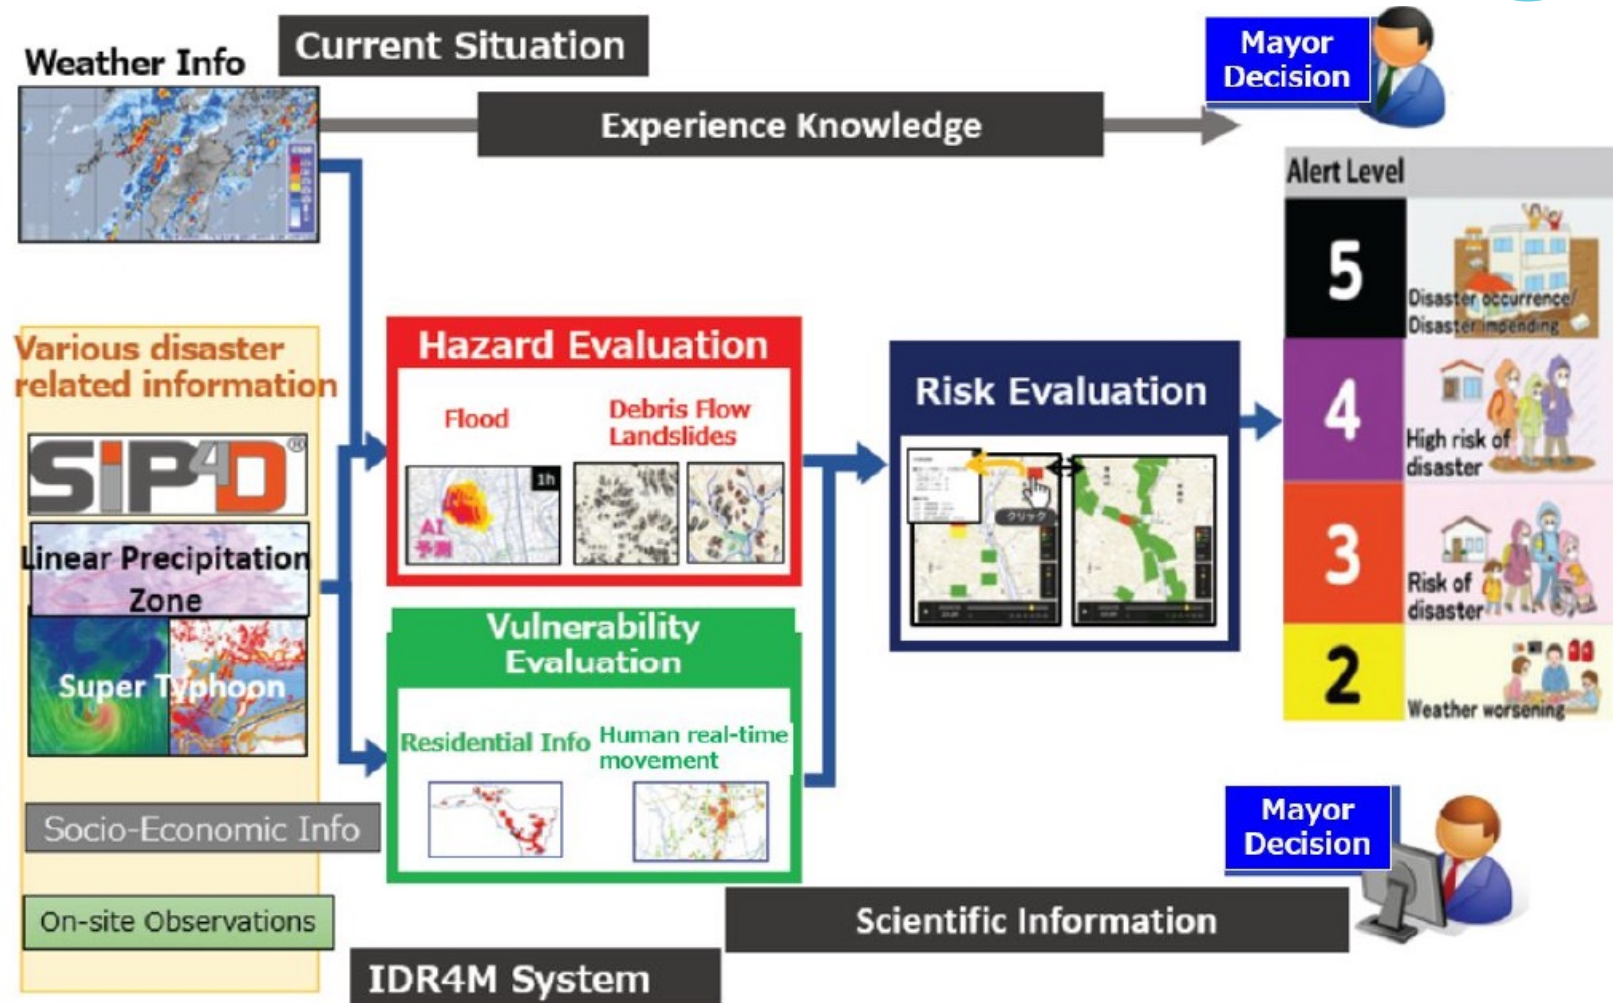 Current Situation
Weather Info
Mayor
Decision
Experience Knowledge
Alert Level
5
Disaster occurrence/
Disaster impending
4
High risk of
disaster
3
Risk of
disaster
2
Weather worsening
Various disaster
related information
SiP4D®
Linear Precipitation
Zone
Super Typhoon
Socio-Economic Info
On-site Observations
Hazard Evaluation
Flood
Debris Flow
Landslides
1h
AI
予測
Vulnerability
Evaluation
Residential Info
Human real-time
movement
Risk Evaluation
クリック
Mayor
Decision
Scientific Information
IDR4M System